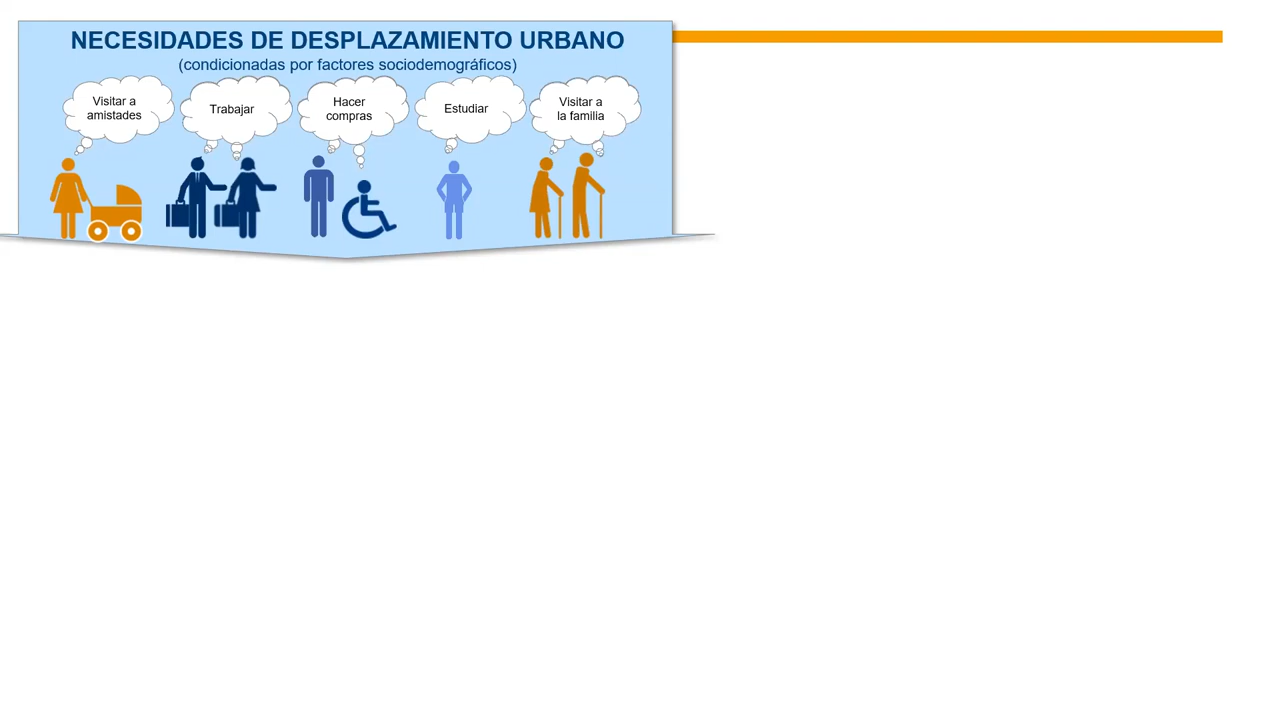 NECESIDADES DE DESPLAZAMIENTO URBANO
(condicionadas por factores sociodemográficos)
Visitar a
amistades
Trabajar
Hacer
compras
Estudiar
Visitar a
la familia